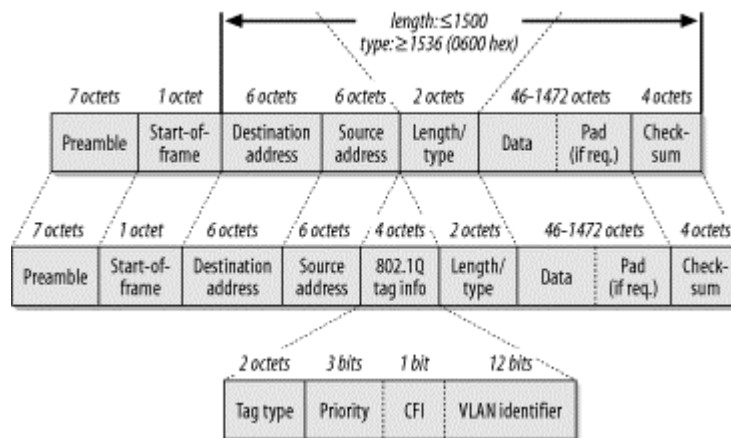 length: ≤1500
type: ≥1536 (0600 hex)
7 octets 1 octet 6 octets 6 octets 2 octets 46-1472 octets 4 octets
Preamble Start-of-frame Destination address Source address Length/type Data Pad (if req.) Check-sum
7 octets 1 octet 6 octets 6 octets 4 octets 2 octets 46-1472 octets 4 octets
Preamble Start-of-frame Destination address Source address 802.1Q tag info Length/type Data Pad (if req.) Check-sum
2 octets 3 bits 1 bit 12 bits
Tag type Priority CFI VLAN identifier